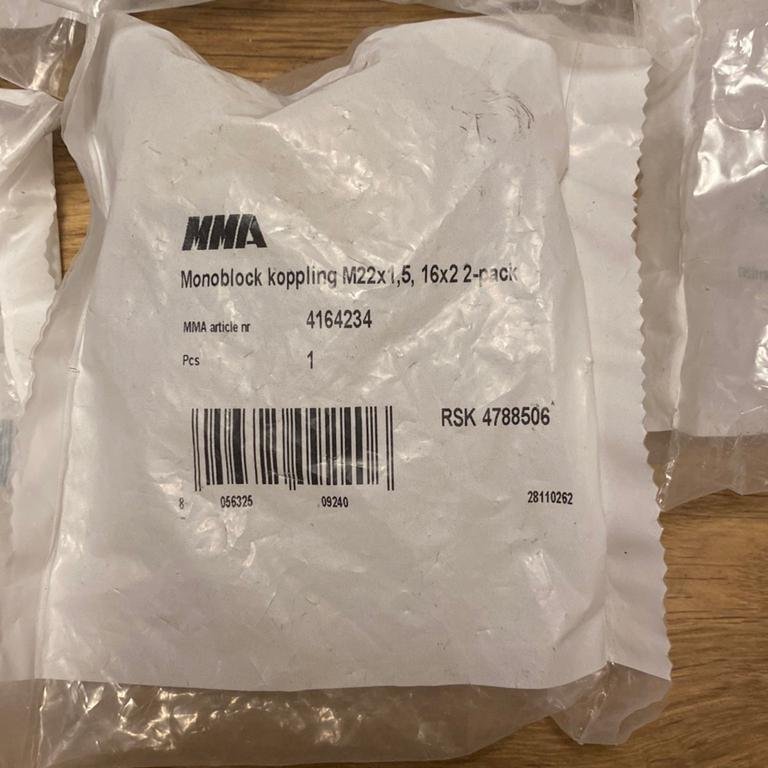 MMA
Monoblock koppling M22x1,5, 16x2 2-pack
MMA article nr 4164234
Pcs 1
RSK 4788506
8 056325 09240 28110262